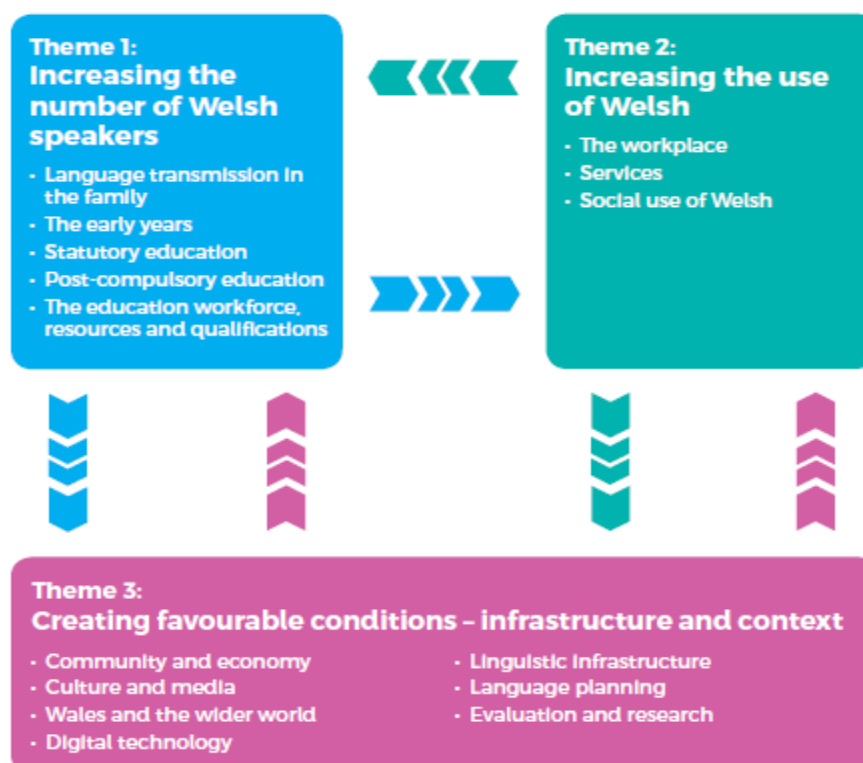 Theme 1:
Increasing the
number of Welsh
speakers
• Language transmission in
the family
• The early years
• Statutory education
• Post-compulsory education
• The education workforce,
resources and qualifications
Theme 2:
Increasing the use
of Welsh
• The workplace
• Services
• Social use of Welsh
Theme 3:
Creating favourable conditions – infrastructure and context
• Community and economy
• Culture and media
• Wales and the wider world
• Digital technology
• Linguistic infrastructure
• Language planning
• Evaluation and research